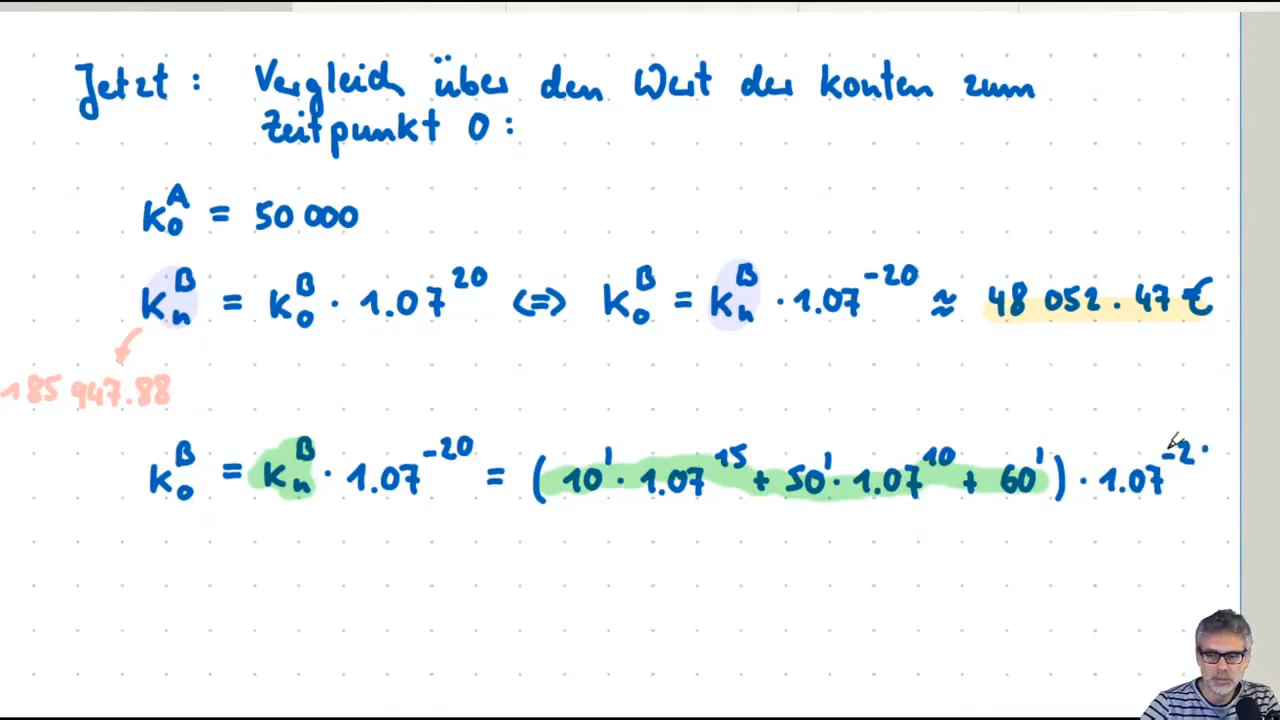 Jetzt: Vergleich über den Wert der Konten zum
Zeitpunkt 0:
K₀ᴬ = 50 000
Kₙᴮ = K₀ᴮ · 1.07²⁰ <=> K₀ᴮ = Kₙᴮ · 1.07⁻²⁰ ≈ 48 052.47 €
185 947.88
K₀ᴮ = Kₙᴮ · 1.07⁻²⁰ = (10' · 1.07¹⁵ + 50' · 1.07¹⁰ + 60') · 1.07⁻²